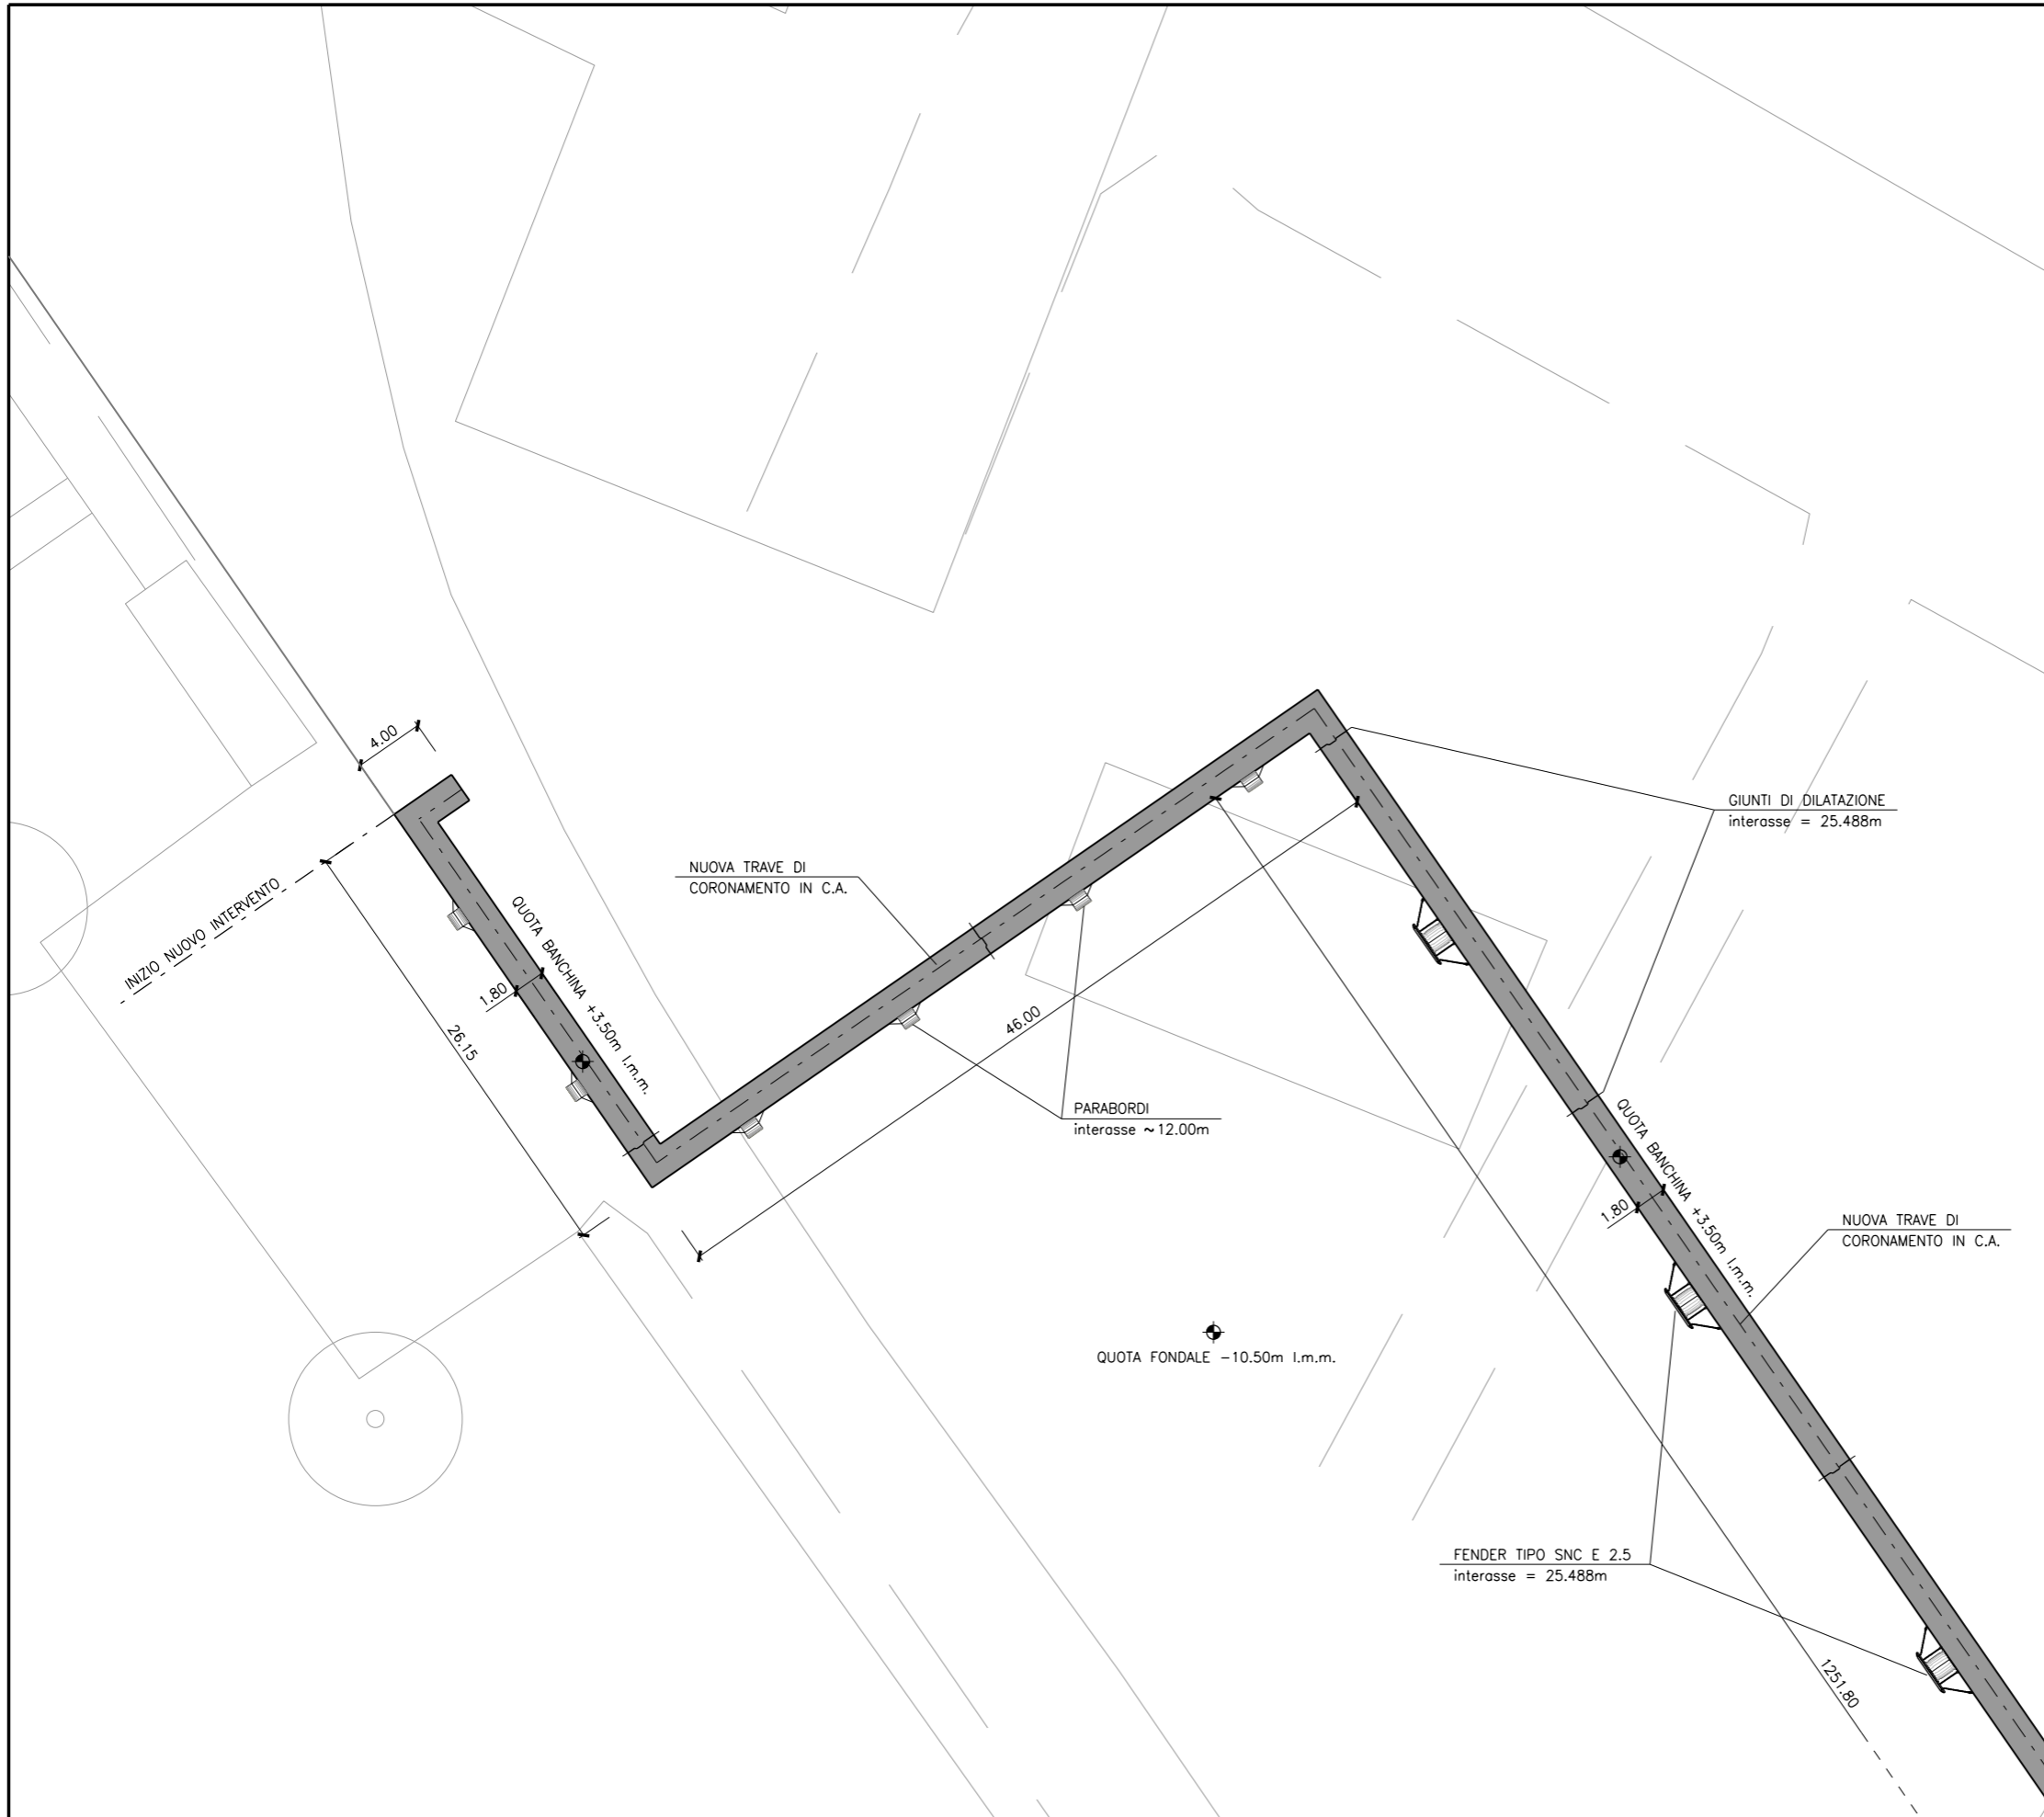 4.00
GIUNTI DI DILATAZIONE
interasse = 25.488m
NUOVA TRAVE DI
CORONAMENTO IN C.A.
INIZIO NUOVO INTERVENTO
QUOTA BANCHINA +3.50m l.m.m.
1.80
26.15
46.00
PARABORDI
interasse ~12.00m
QUOTA BANCHINA +3.50m l.m.m.
1.80
NUOVA TRAVE DI
CORONAMENTO IN C.A.
QUOTA FONDALE -10.50m l.m.m.
FENDER TIPO SNC E 2.5
interasse = 25.488m
1251.80